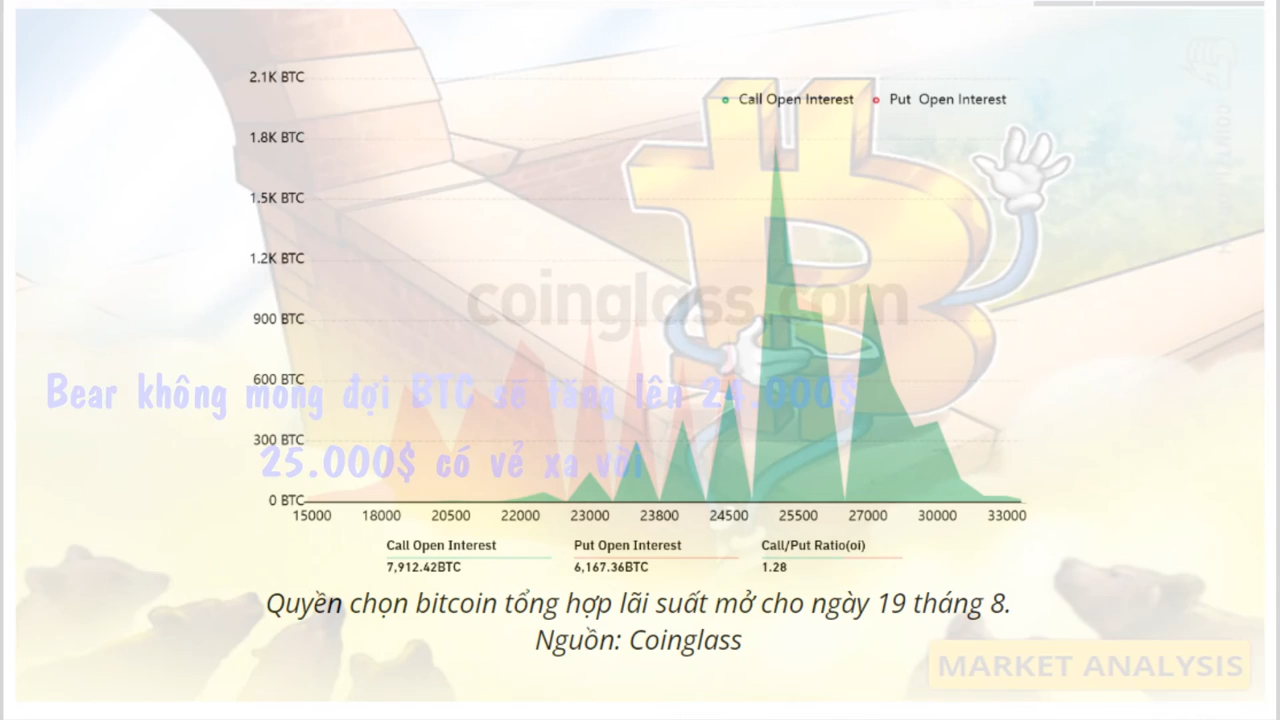 2.1K BTC
Call Open Interest Put Open Interest
1.8K BTC
1.5K BTC
1.2K BTC
coinglass.com
900 BTC
600 BTC
Bear không mong đợi BTC sẽ tăng lên 24.000$
300 BTC
25.000$ có vẻ xa vời
0 BTC
15000 18000 20500 22000 23000 23800 24500 25500 27000 30000 33000
Call Open Interest Put Open Interest Call/Put Ratio(oi)
7,912.42BTC 6,167.36BTC 1.28
Quyền chọn bitcoin tổng hợp lãi suất mở cho ngày 19 tháng 8.
Nguồn: Coinglass
MARKET ANALYSIS